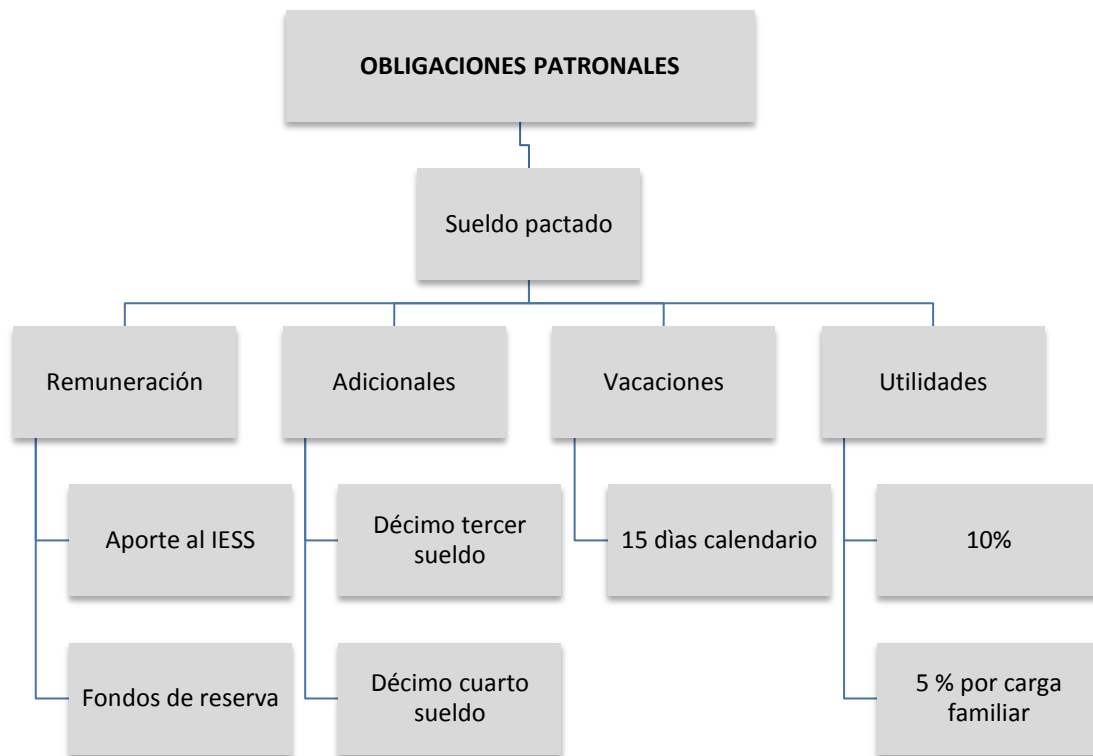 OBLIGACIONES PATRONALES
Sueldo pactado
Remuneración
Adicionales
Vacaciones
Utilidades
Aporte al IESS
Décimo tercer
sueldo
15 dìas calendario
10%
Fondos de reserva
Décimo cuarto
sueldo
5 % por carga
familiar